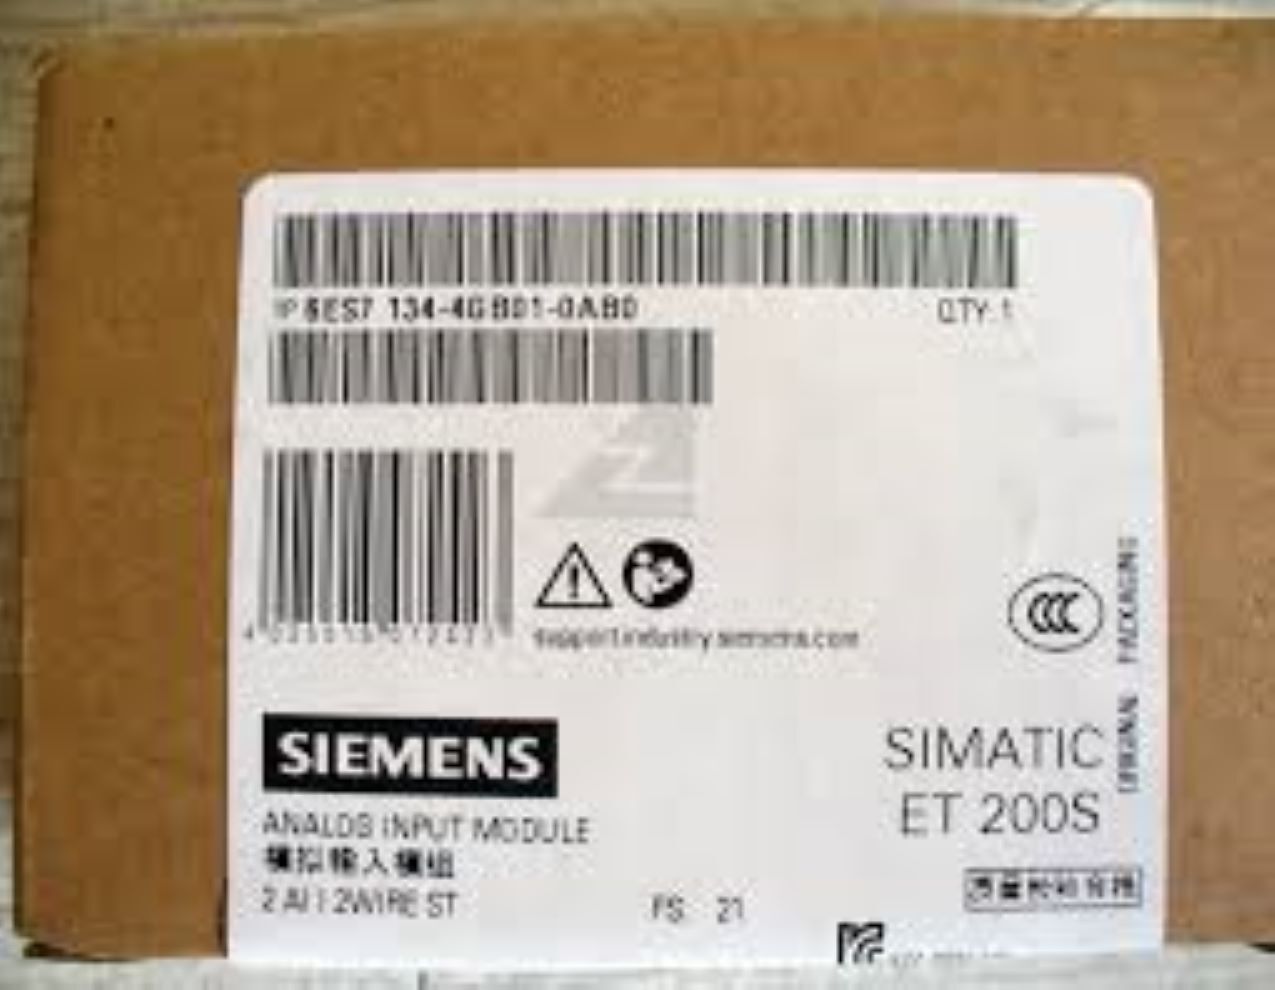 1P 6ES7 134-4GB01-0AB0
QTY: 1
support.industry.siemens.com
ORIGINAL PACKAGING
SIEMENS
SIMATIC
ET 200S
ANALOG INPUT MODULE
模拟输入模组
2 AI I 2WIRE ST
FS: 21